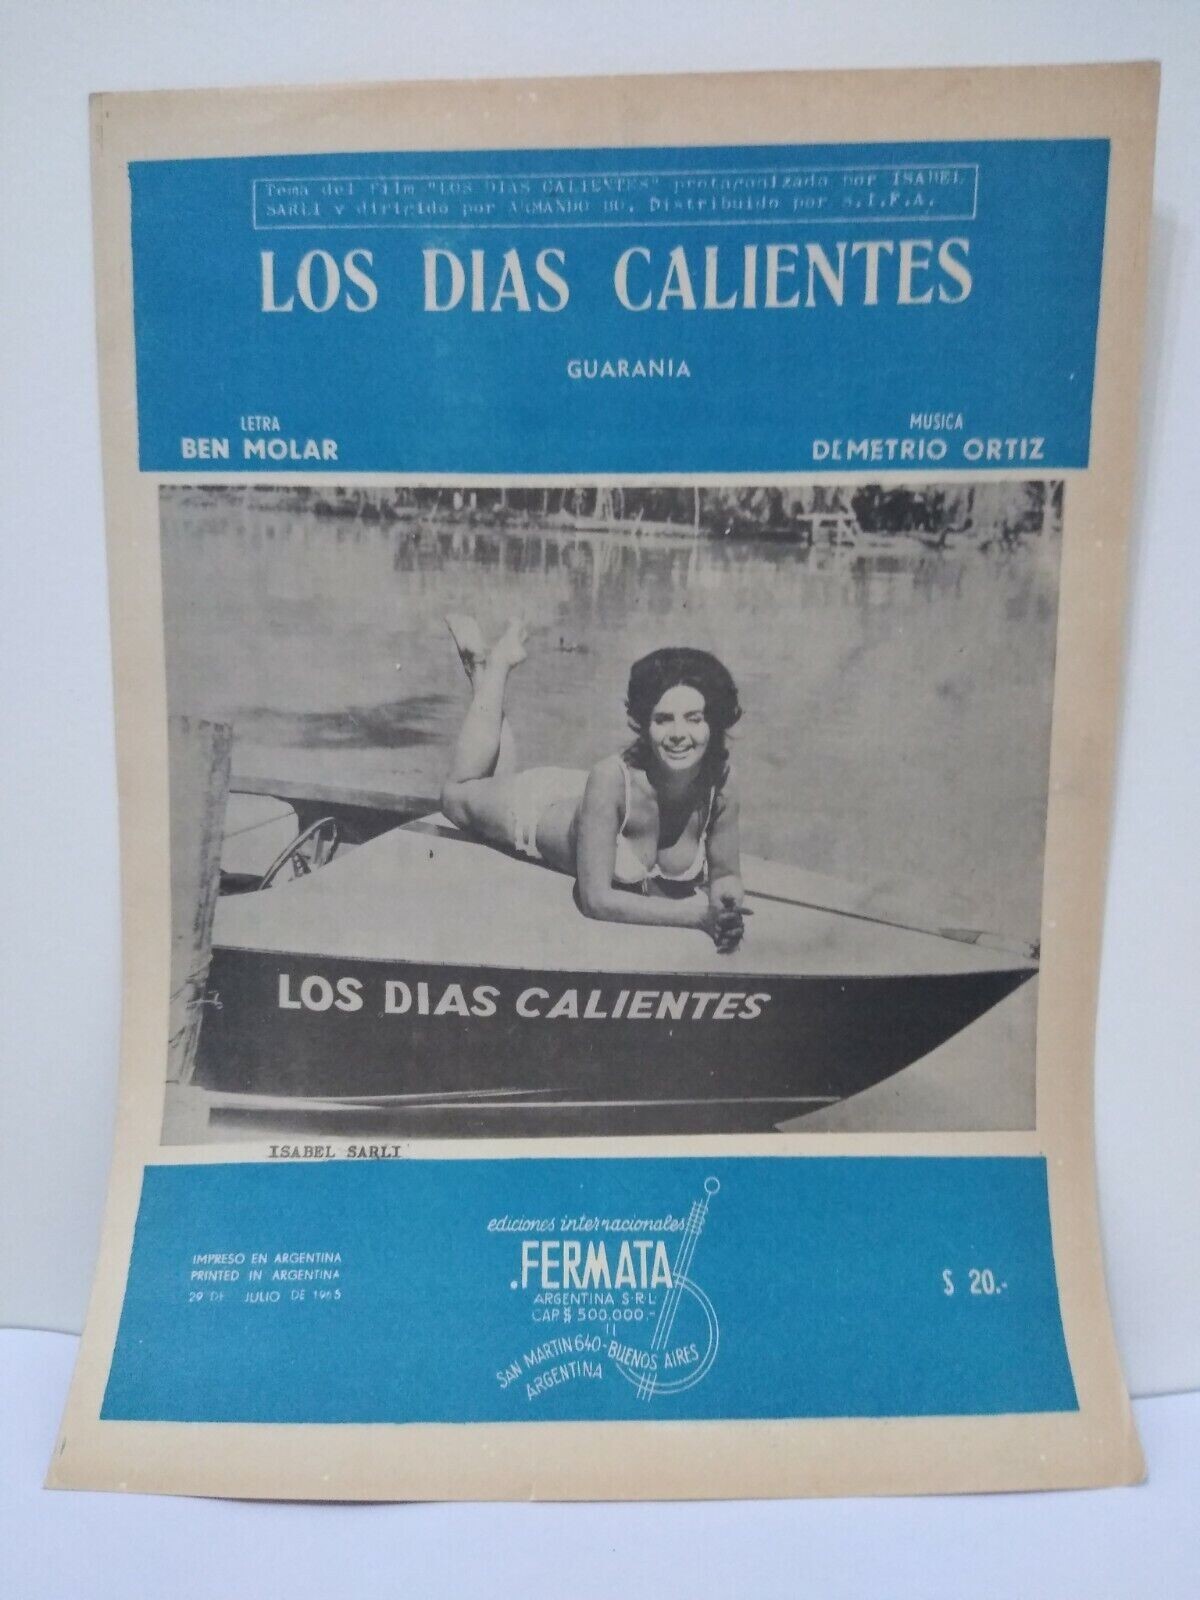 Tema del film "LOS DIAS CALIENTES" protagonizado por ISABEL
SARLI y dirigido por ARMANDO BO. Distribuido por S.I.F.A.
LOS DIAS CALIENTES
GUARANIA
LETRA
BEN MOLAR
MUSICA
DEMETRIO ORTIZ
LOS DIAS CALIENTES
ISABEL SARLI
IMPRESO EN ARGENTINA
PRINTED IN ARGENTINA
29 DE JULIO DE 1965
ediciones internacionales
FERMATA
ARGENTINA S.R.L
CAP $ 500.000.-
SAN MARTIN 640-BUENOS AIRES
ARGENTINA
$ 20.-